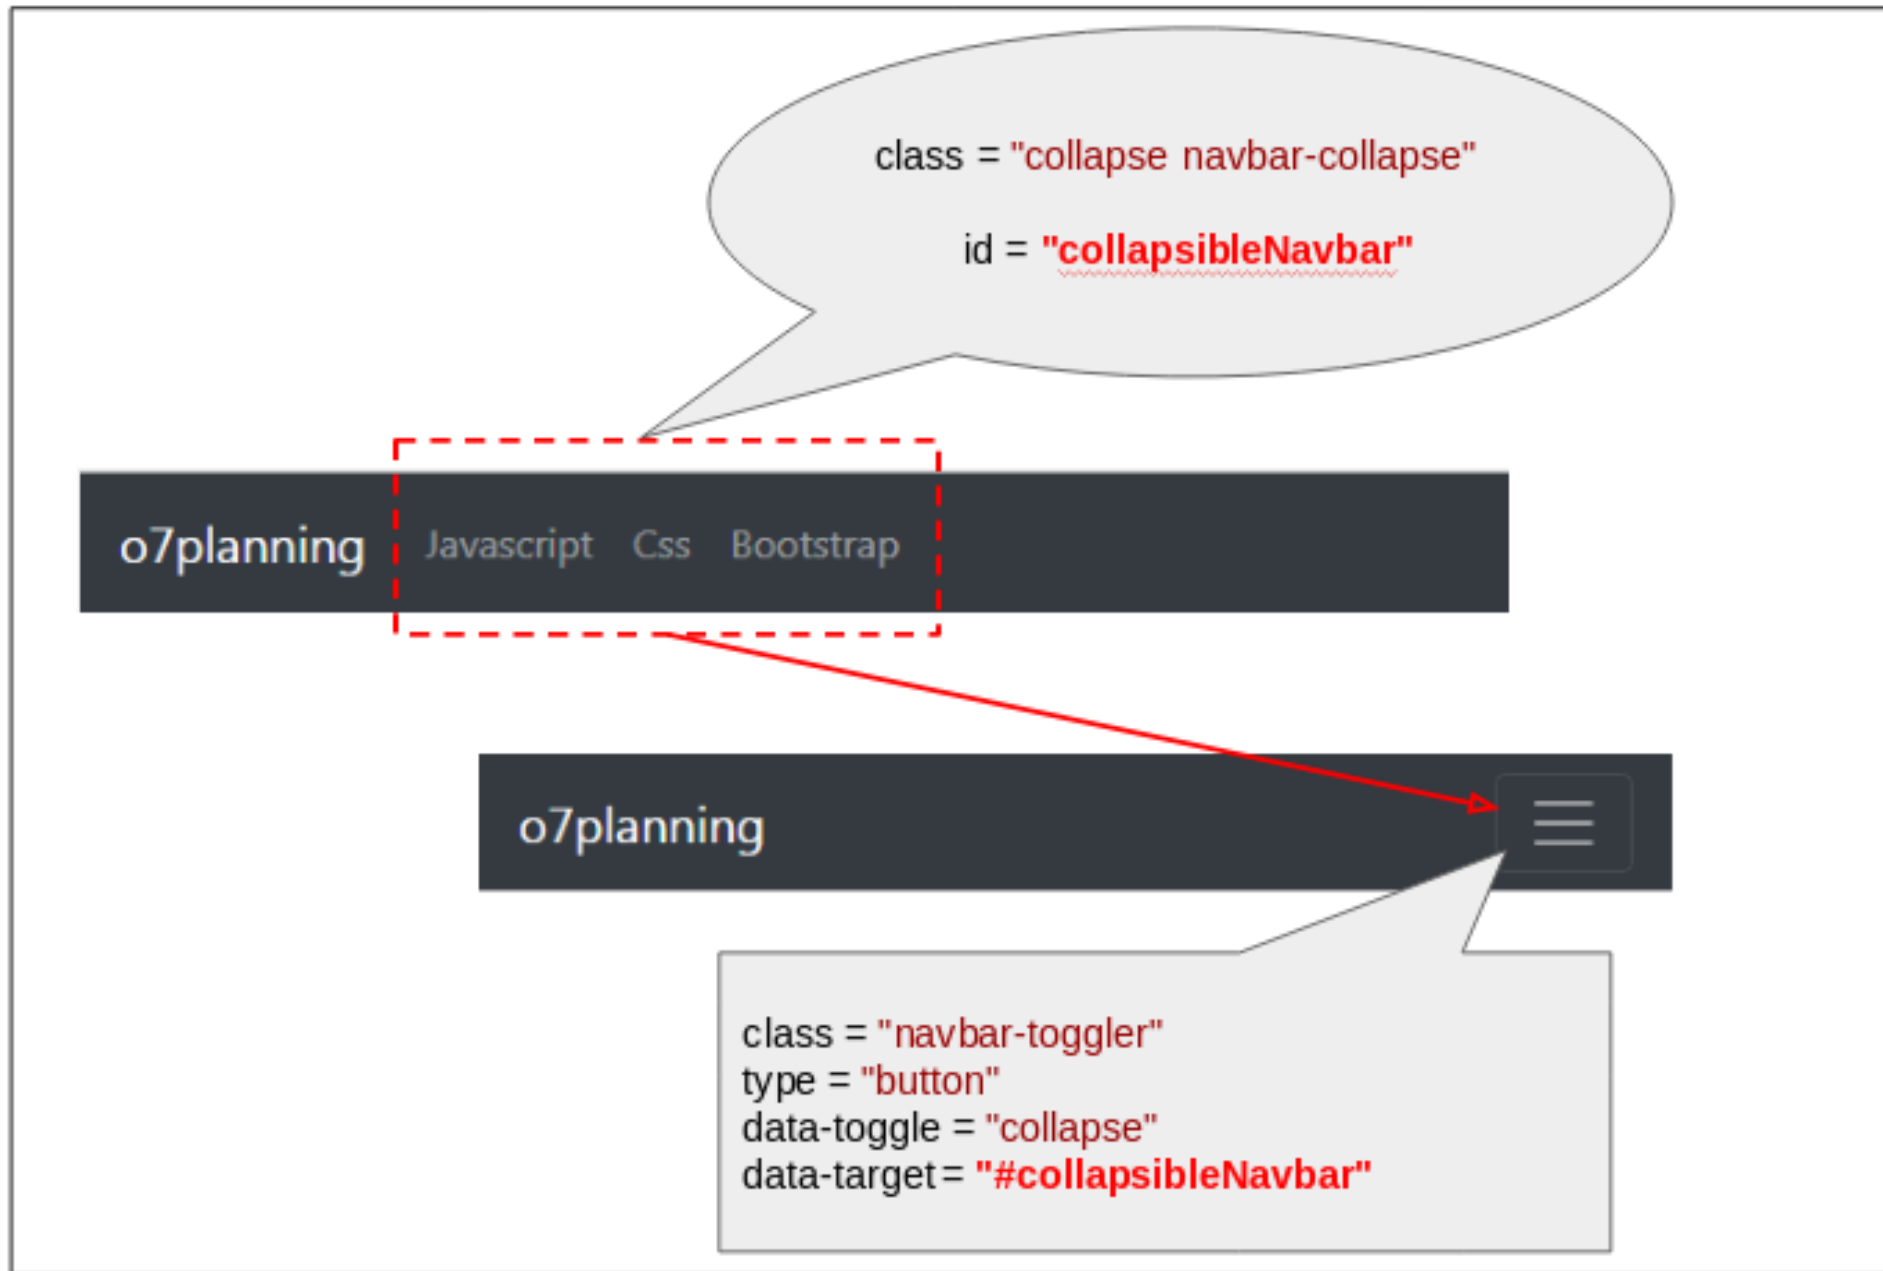 class = "collapse navbar-collapse"
id = "collapsibleNavbar"
o7planning Javascript Css Bootstrap
o7planning
class = "navbar-toggler"
type = "button"
data-toggle = "collapse"
data-target = "#collapsibleNavbar"